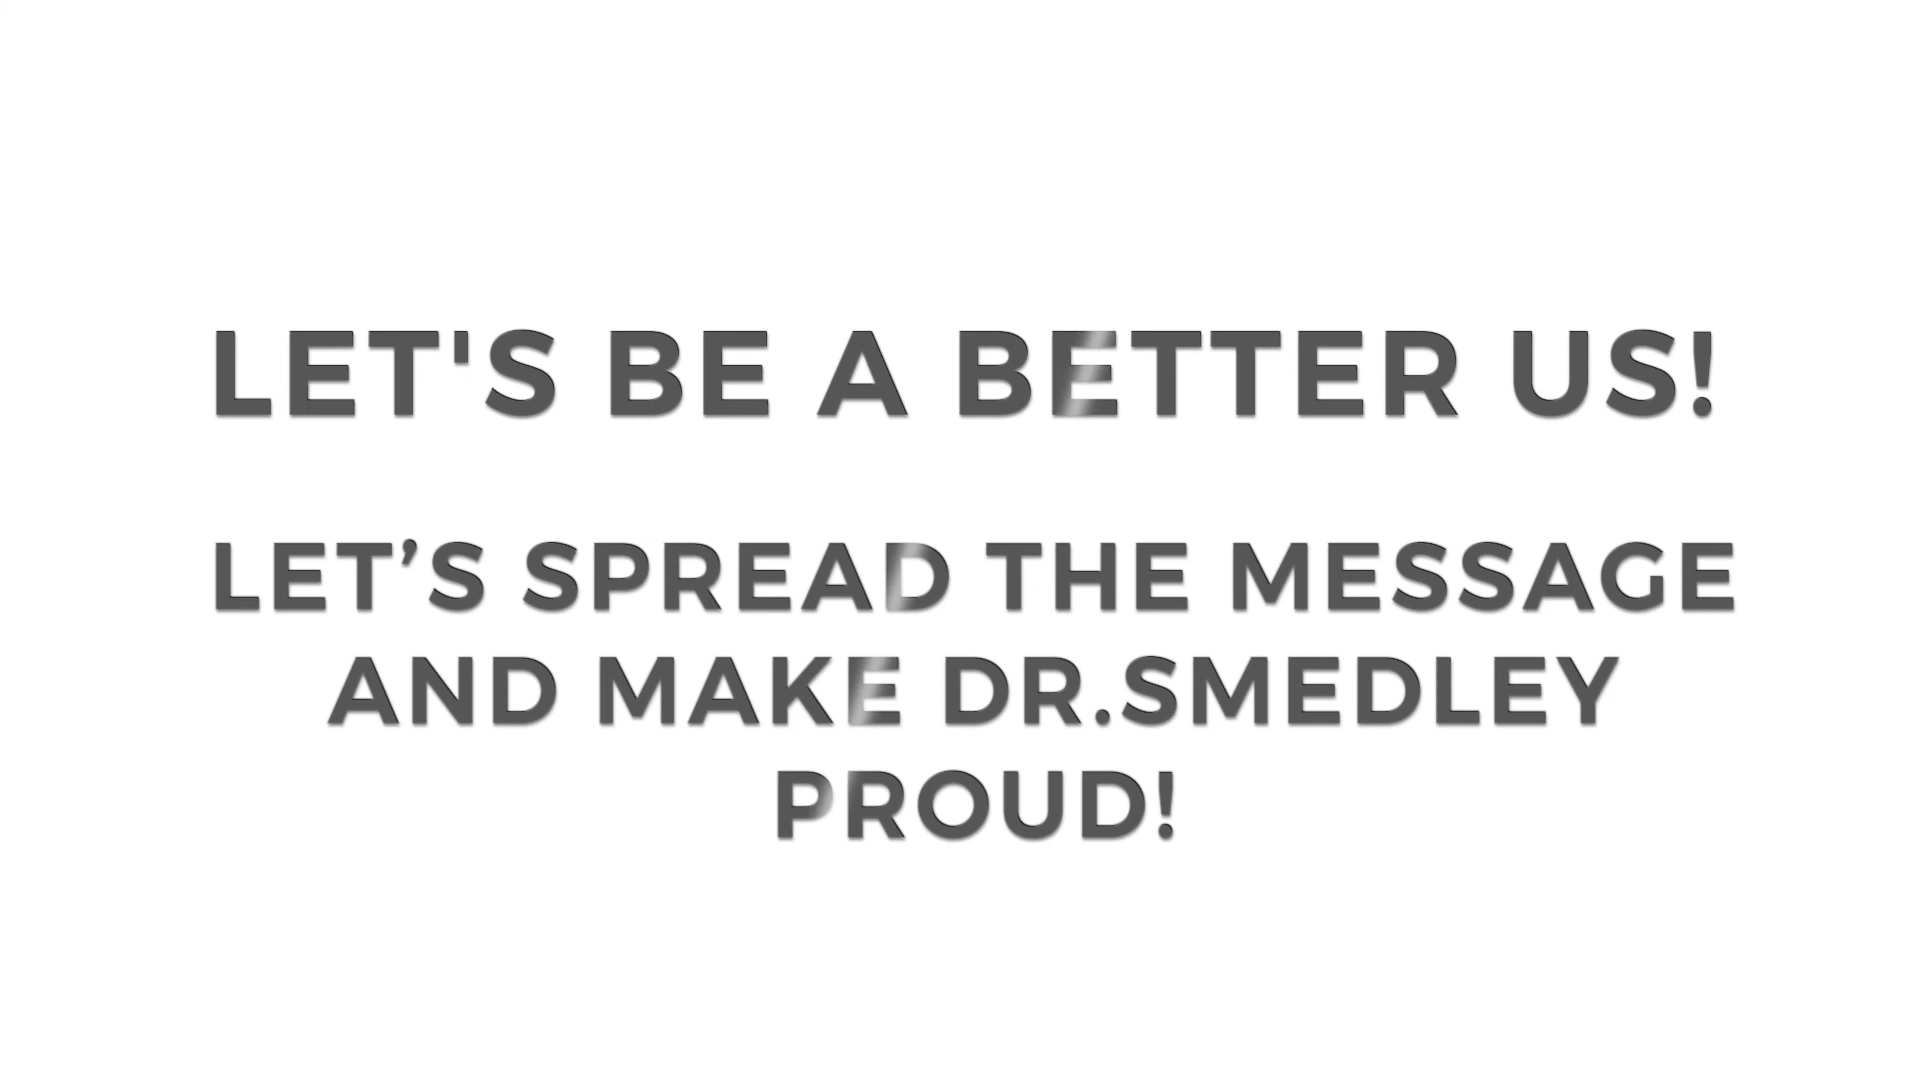 LET'S BE A BETTER US!
LET’S SPREAD THE MESSAGE
AND MAKE DR.SMEDLEY
PROUD!